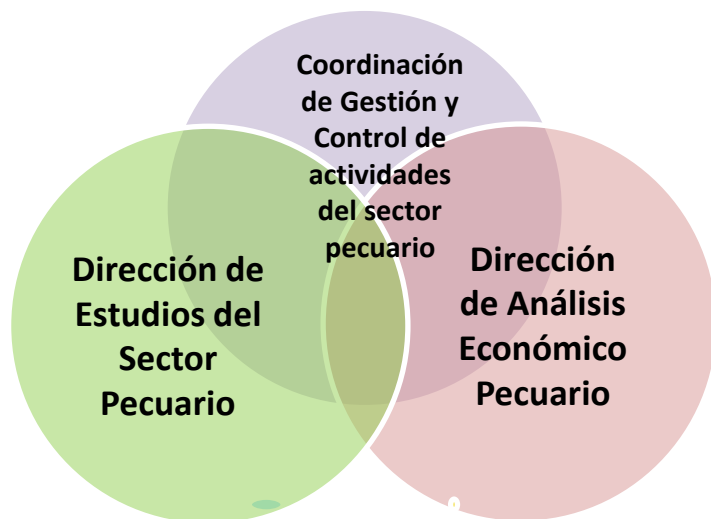 Coordinación
de Gestión y
Control de
actividades
del sector
pecuario
Dirección de
Estudios del
Sector
Pecuario
Dirección
de Análisis
Económico
Pecuario